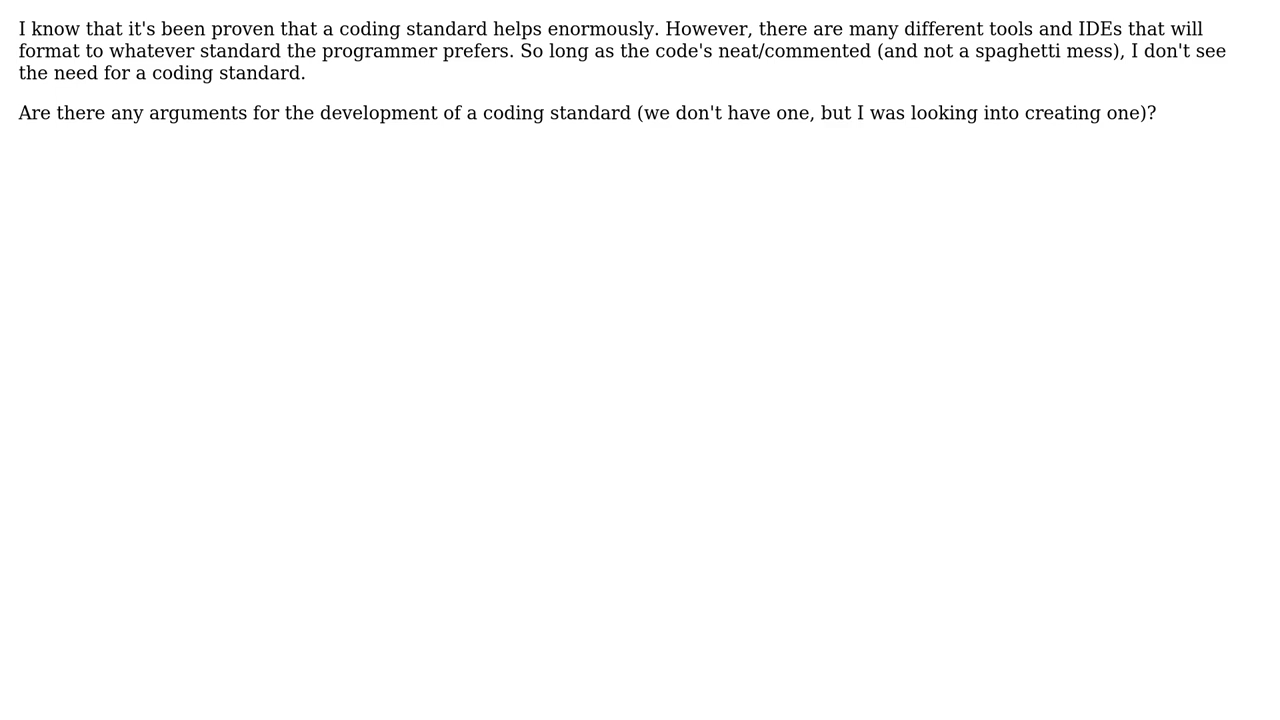 I know that it's been proven that a coding standard helps enormously. However, there are many different tools and IDEs that will
format to whatever standard the programmer prefers. So long as the code's neat/commented (and not a spaghetti mess), I don't see
the need for a coding standard.
Are there any arguments for the development of a coding standard (we don't have one, but I was looking into creating one)?